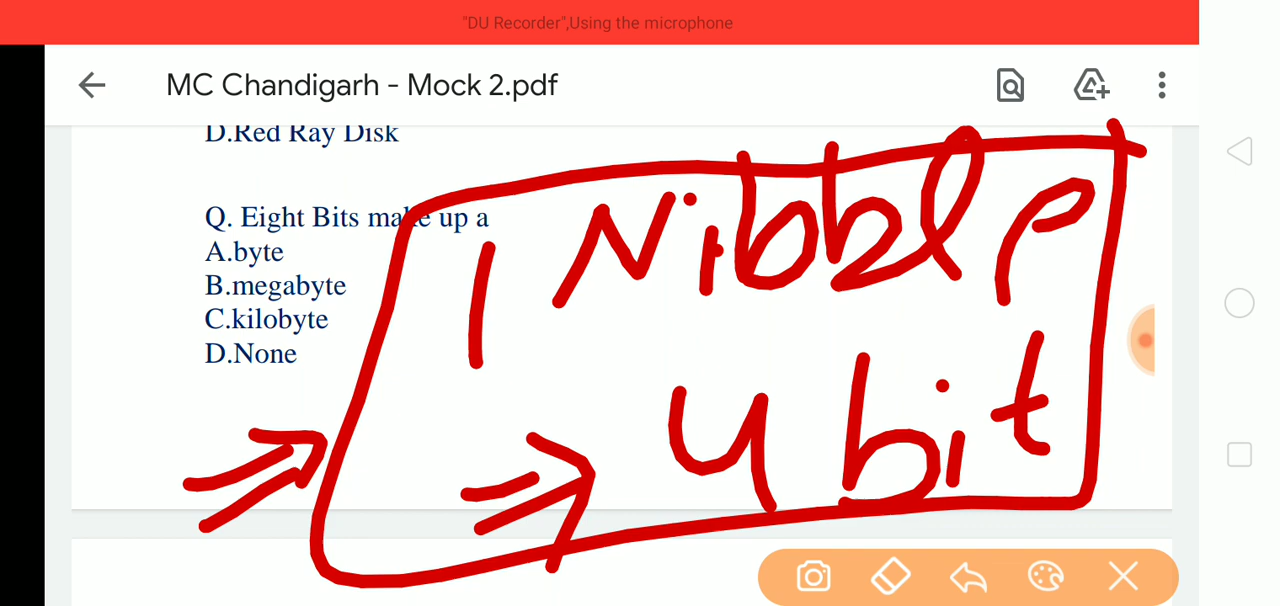 "DU Recorder",Using the microphone
MC Chandigarh - Mock 2.pdf
D.Red Ray Disk
Q. Eight Bits make up a
A.byte
B.megabyte
C.kilobyte
D.None
1 Nibble
4 bit